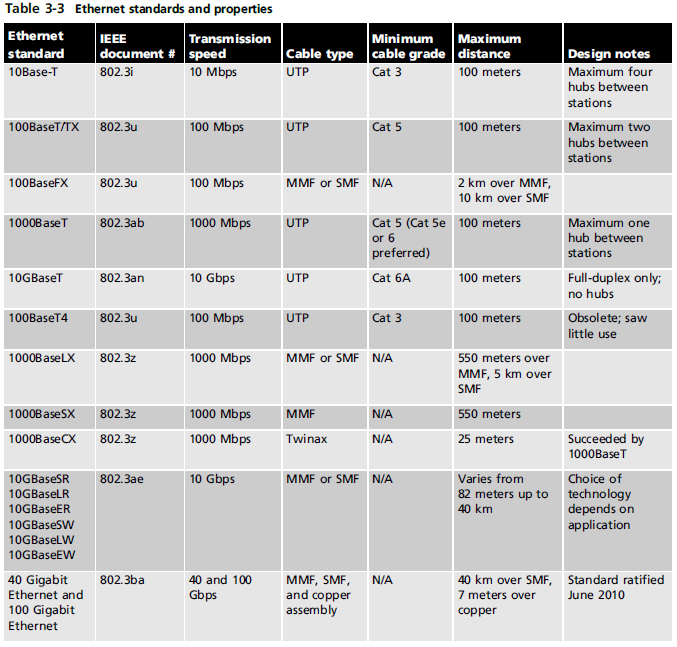 Table 3-3 Ethernet standards and properties
Ethernet standard | IEEE document # | Transmission speed | Cable type | Minimum cable grade | Maximum distance | Design notes
10Base-T | 802.3i | 10 Mbps | UTP | Cat 3 | 100 meters | Maximum four hubs between stations
100BaseT/TX | 802.3u | 100 Mbps | UTP | Cat 5 | 100 meters | Maximum two hubs between stations
100BaseFX | 802.3u | 100 Mbps | MMF or SMF | N/A | 2 km over MMF, 10 km over SMF
1000BaseT | 802.3ab | 1000 Mbps | UTP | Cat 5 (Cat 5e or 6 preferred) | 100 meters | Maximum one hub between stations
10GBaseT | 802.3an | 10 Gbps | UTP | Cat 6A | 100 meters | Full-duplex only; no hubs
100BaseT4 | 802.3u | 100 Mbps | UTP | Cat 3 | 100 meters | Obsolete; saw little use
1000BaseLX | 802.3z | 1000 Mbps | MMF or SMF | N/A | 550 meters over MMF, 5 km over SMF
1000BaseSX | 802.3z | 1000 Mbps | MMF | N/A | 550 meters
1000BaseCX | 802.3z | 1000 Mbps | Twinax | N/A | 25 meters | Succeeded by 1000BaseT
10GBaseSR 10GBaseLR 10GBaseER 10GBaseSW 10GBaseLW 10GBaseEW | 802.3ae | 10 Gbps | MMF or SMF | N/A | Varies from 82 meters up to 40 km | Choice of technology depends on application
40 Gigabit Ethernet and 100 Gigabit Ethernet | 802.3ba | 40 and 100 Gbps | MMF, SMF, and copper assembly | N/A | 40 km over SMF, 7 meters over copper | Standard ratified June 2010